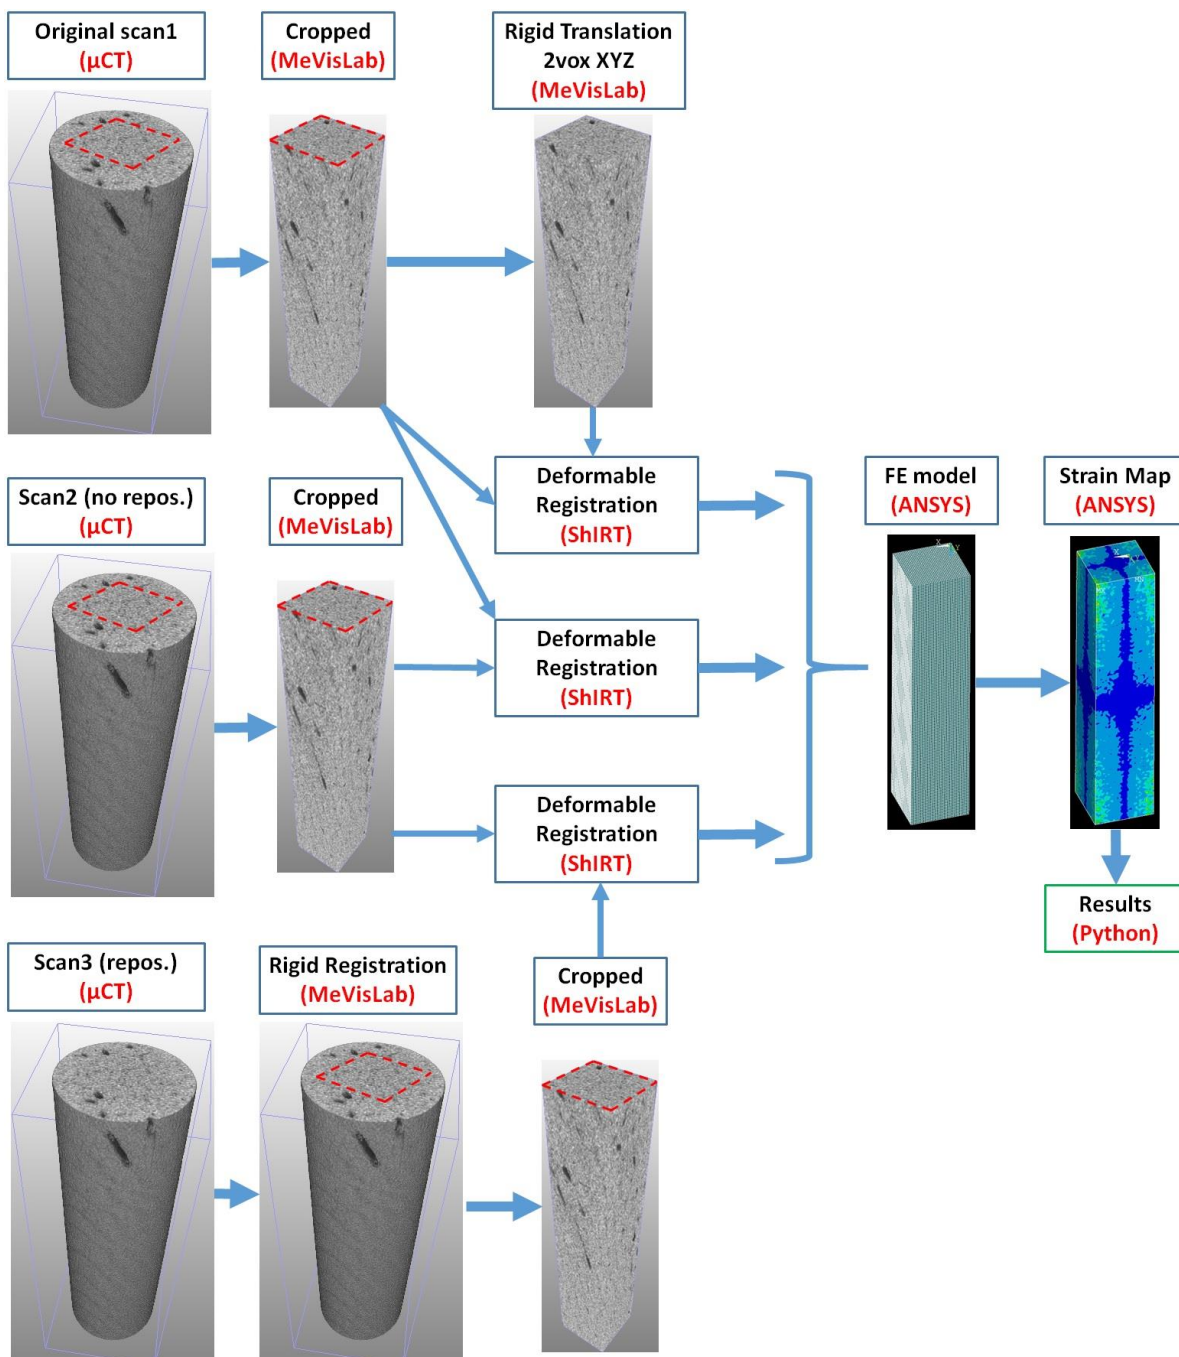 Original scan1
(µCT)
Cropped
(MeVisLab)
Rigid Translation
2vox XYZ
(MeVisLab)
Scan2 (no repos.)
(µCT)
Cropped
(MeVisLab)
Deformable
Registration
(ShIRT)
FE model
(ANSYS)
Strain Map
(ANSYS)
X
Y
X
MX
MN
Deformable
Registration
(ShIRT)
Deformable
Registration
(ShIRT)
Results
(Python)
Scan3 (repos.)
(µCT)
Rigid Registration
(MeVisLab)
Cropped
(MeVisLab)